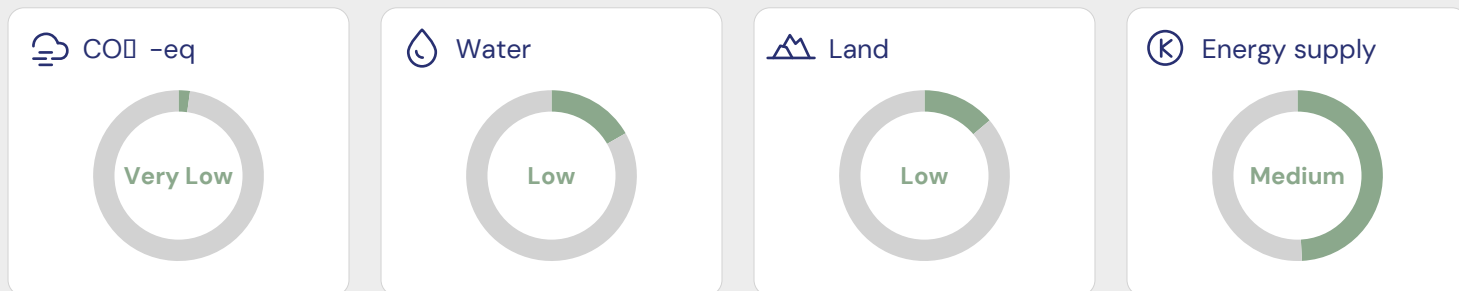 CO▯ -eq
Water
Land
Energy supply
Very Low
Low
Low
Medium